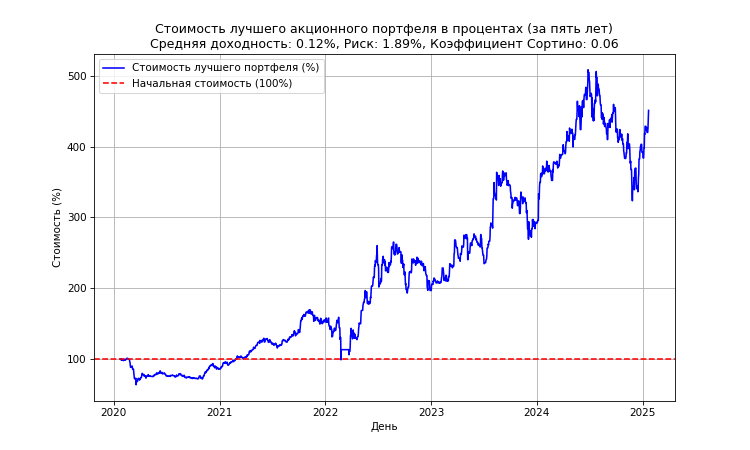 Стоимость лучшего акционного портфеля в процентах (за пять лет)
Средняя доходность: 0.12%, Риск: 1.89%, Коэффициент Сортино: 0.06
Стоимость лучшего портфеля (%)
Начальная стоимость (100%)
Стоимость (%)
500
400
300
200
100
2020
2021
2022
2023
2024
2025
День